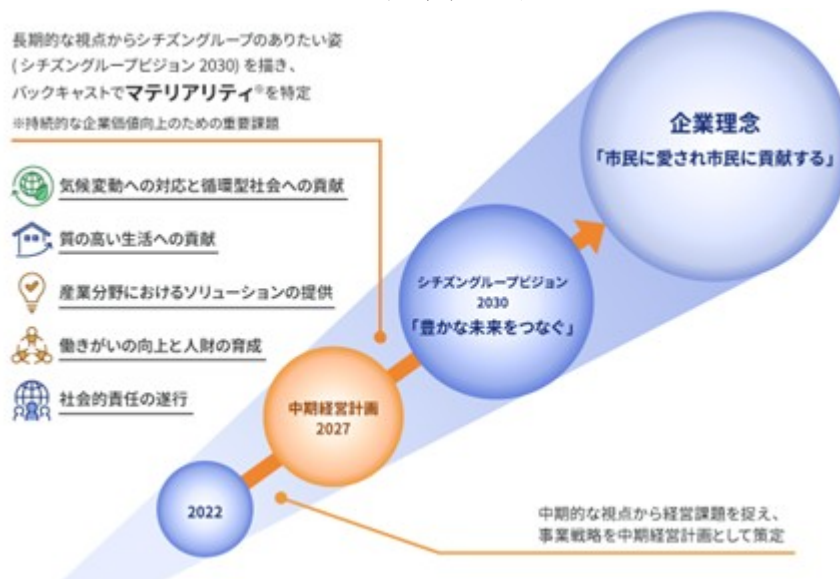 長期的な視点からシチズングループのありたい姿
(シチズングループビジョン2030)を描き、
バックキャストでマテリアリティ※を特定
※持続的な企業価値向上のための重要課題
気候変動への対応と循環型社会への貢献
質の高い生活への貢献
産業分野におけるソリューションの提供
働きがいの向上と人財の育成
社会的責任の遂行
企業理念
「市民に愛され市民に貢献する」
シチズングループビジョン
2030
「豊かな未来をつなぐ」
中期経営計画
2027
2022
中期的な視点から経営課題を捉え、
事業戦略を中期経営計画として策定